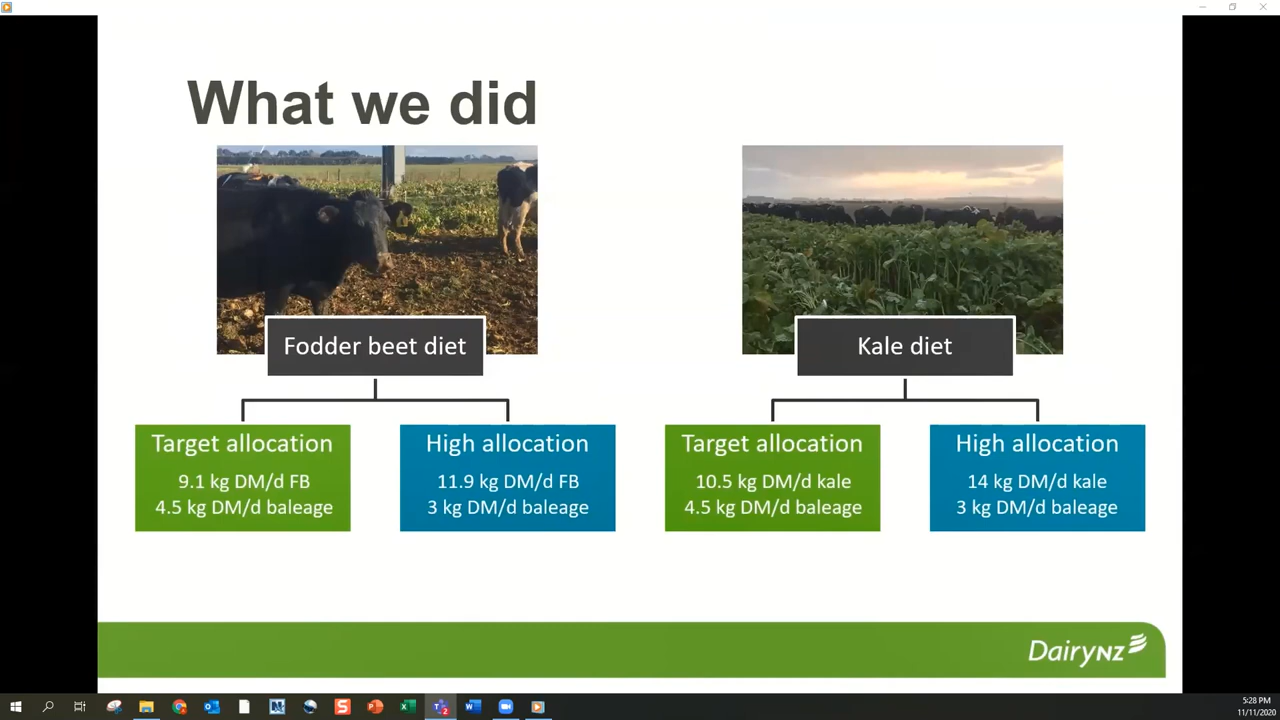 What we did
Fodder beet diet
Kale diet
Target allocation
9.1 kg DM/d FB
4.5 kg DM/d baleage
High allocation
11.9 kg DM/d FB
3 kg DM/d baleage
Target allocation
10.5 kg DM/d kale
4.5 kg DM/d baleage
High allocation
14 kg DM/d kale
3 kg DM/d baleage
DairyNZ
5:28 PM
11/11/2020